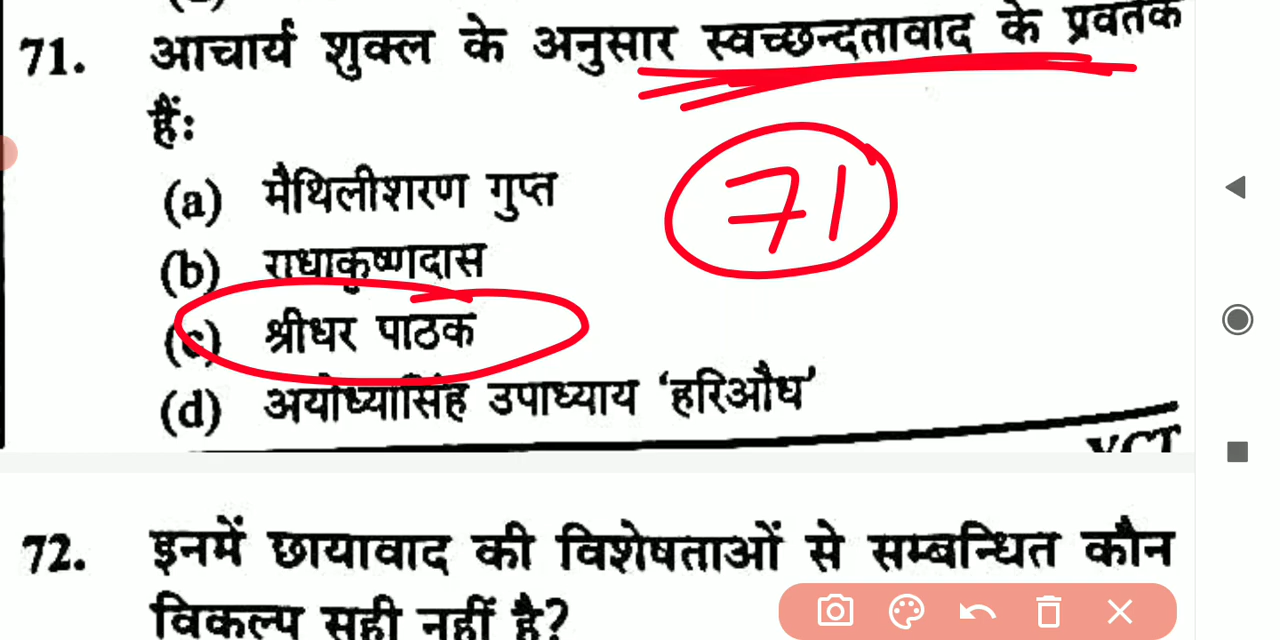 71. आचार्य शुक्ल के अनुसार स्वच्छन्दतावाद के प्रवर्तक
हैंः
71
(a) मैथिलीशरण गुप्त
(b) राधाकृष्णदास
(c) श्रीधर पाठक
(d) अयोध्यासिंह उपाध्याय ‘हरिऔध’
YCT
72. इनमें छायावाद की विशेषताओं से सम्बन्धित कौन
विकल्प सही नहीं है?